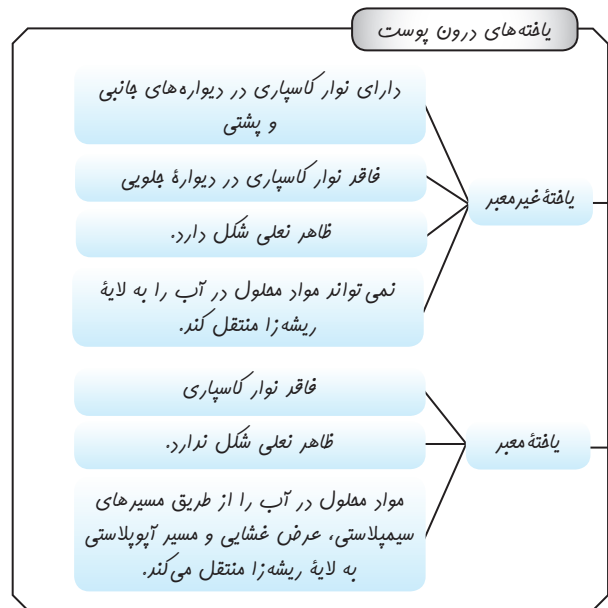 یاخته‌های درون پوست
یاختهٔ غیرمعبر
دارای نوار کاسپاری در دیواره‌های جانبی
و پشتی
فاقد نوار کاسپاری در دیوارهٔ جلویی
ظاهر نعلی شکل دارد.
نمی‌تواند مواد محلول در آب را به لایهٔ
ریشه‌زا منتقل کند.
یاختهٔ معبر
فاقد نوار کاسپاری
ظاهر نعلی شکل ندارد.
مواد محلول در آب را از طریق مسیرهای
سیمپلاستی، عرض غشایی و مسیر آپوپلاستی
به لایهٔ ریشه‌زا منتقل می‌کند.